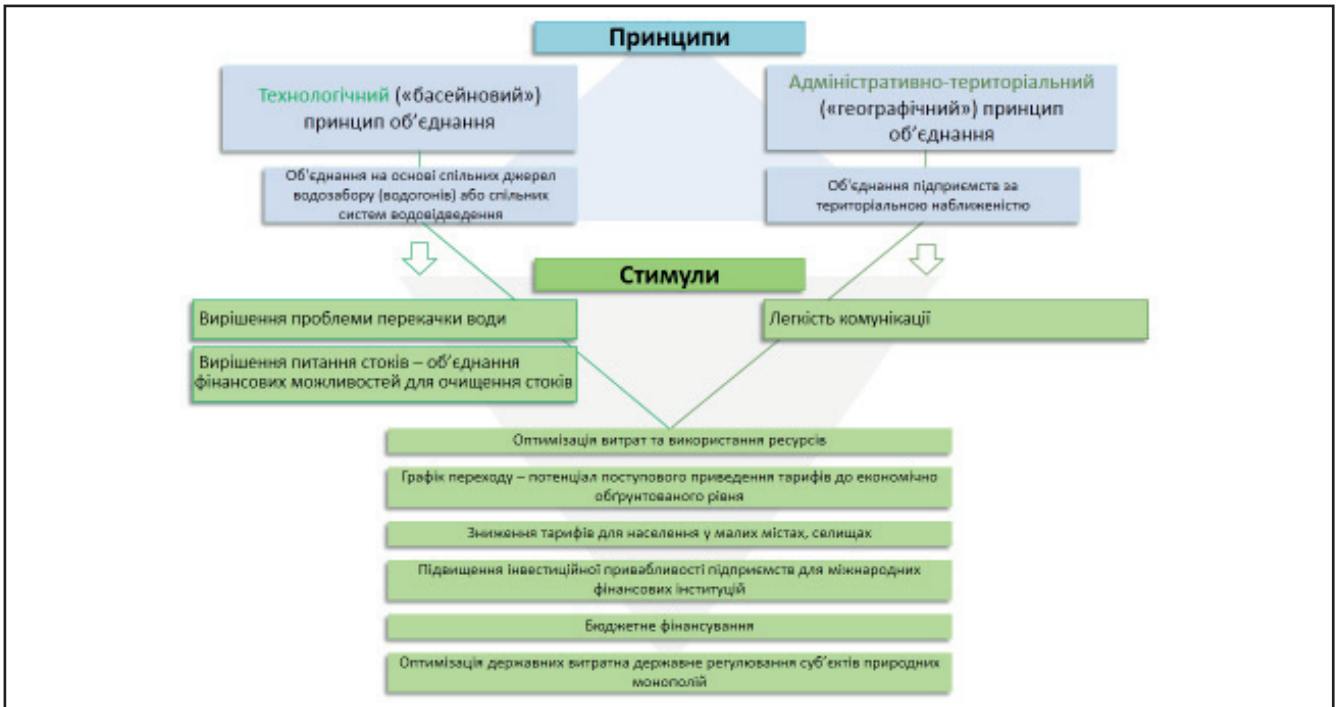 Принципи
Технологічний («басейновий»)
принцип об’єднання
Адміністративно-територіальний
(«географічний») принцип
об’єднання
Об’єднання на основі спільних джерел
водозабору (водогонів) або спільних
систем водовідведення
Об’єднання підприємств за
територіальною наближеністю
Стимули
Вирішення проблеми перекачки води
Легкість комунікації
Вирішення питання стоків – об’єднання
фінансових можливостей для очищення стоків
Оптимізація витрат та використання ресурсів
Графік переходу – потенціал поступового приведення тарифів до економічно
обґрунтованого рівня
Зниження тарифів для населення у малих містах, селищах
Підвищення інвестиційної привабливості підприємств для міжнародних
фінансових інституцій
Бюджетне фінансування
Оптимізація державних витратна державне регулювання суб’єктів природних
монополій